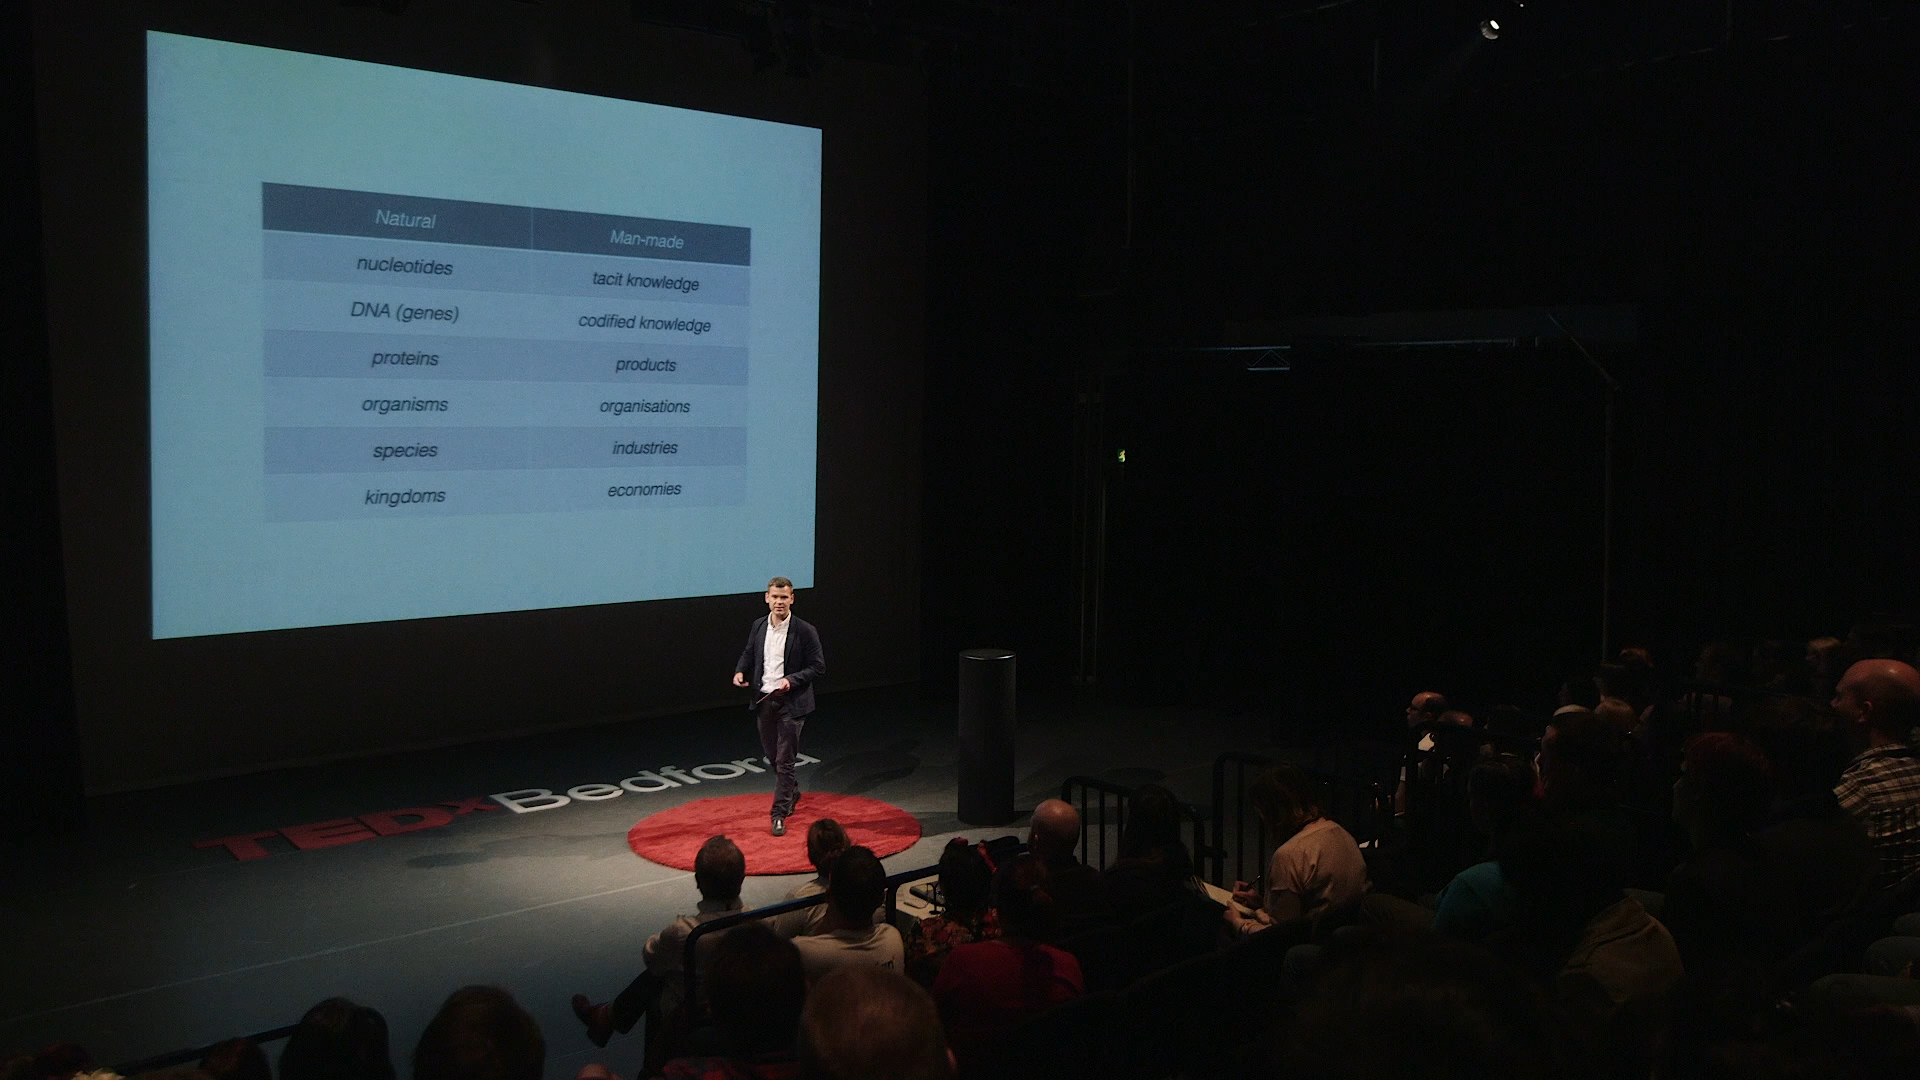 Natural Man-made
nucleotides tacit knowledge
DNA (genes) codified knowledge
proteins products
organisms organisations
species industries
kingdoms economies
TEDxBedford